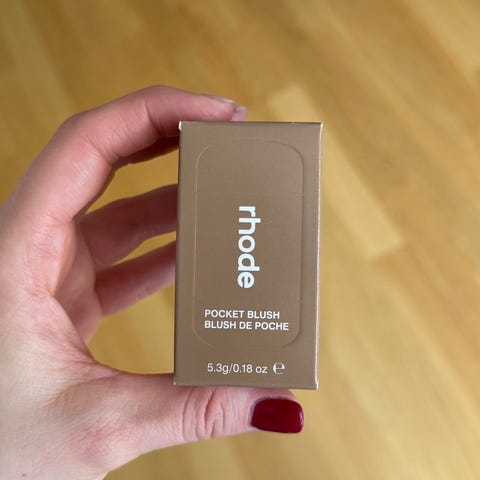 rhode
POCKET BLUSH
BLUSH DE POCHE
5.3g/0.18 oz ℮